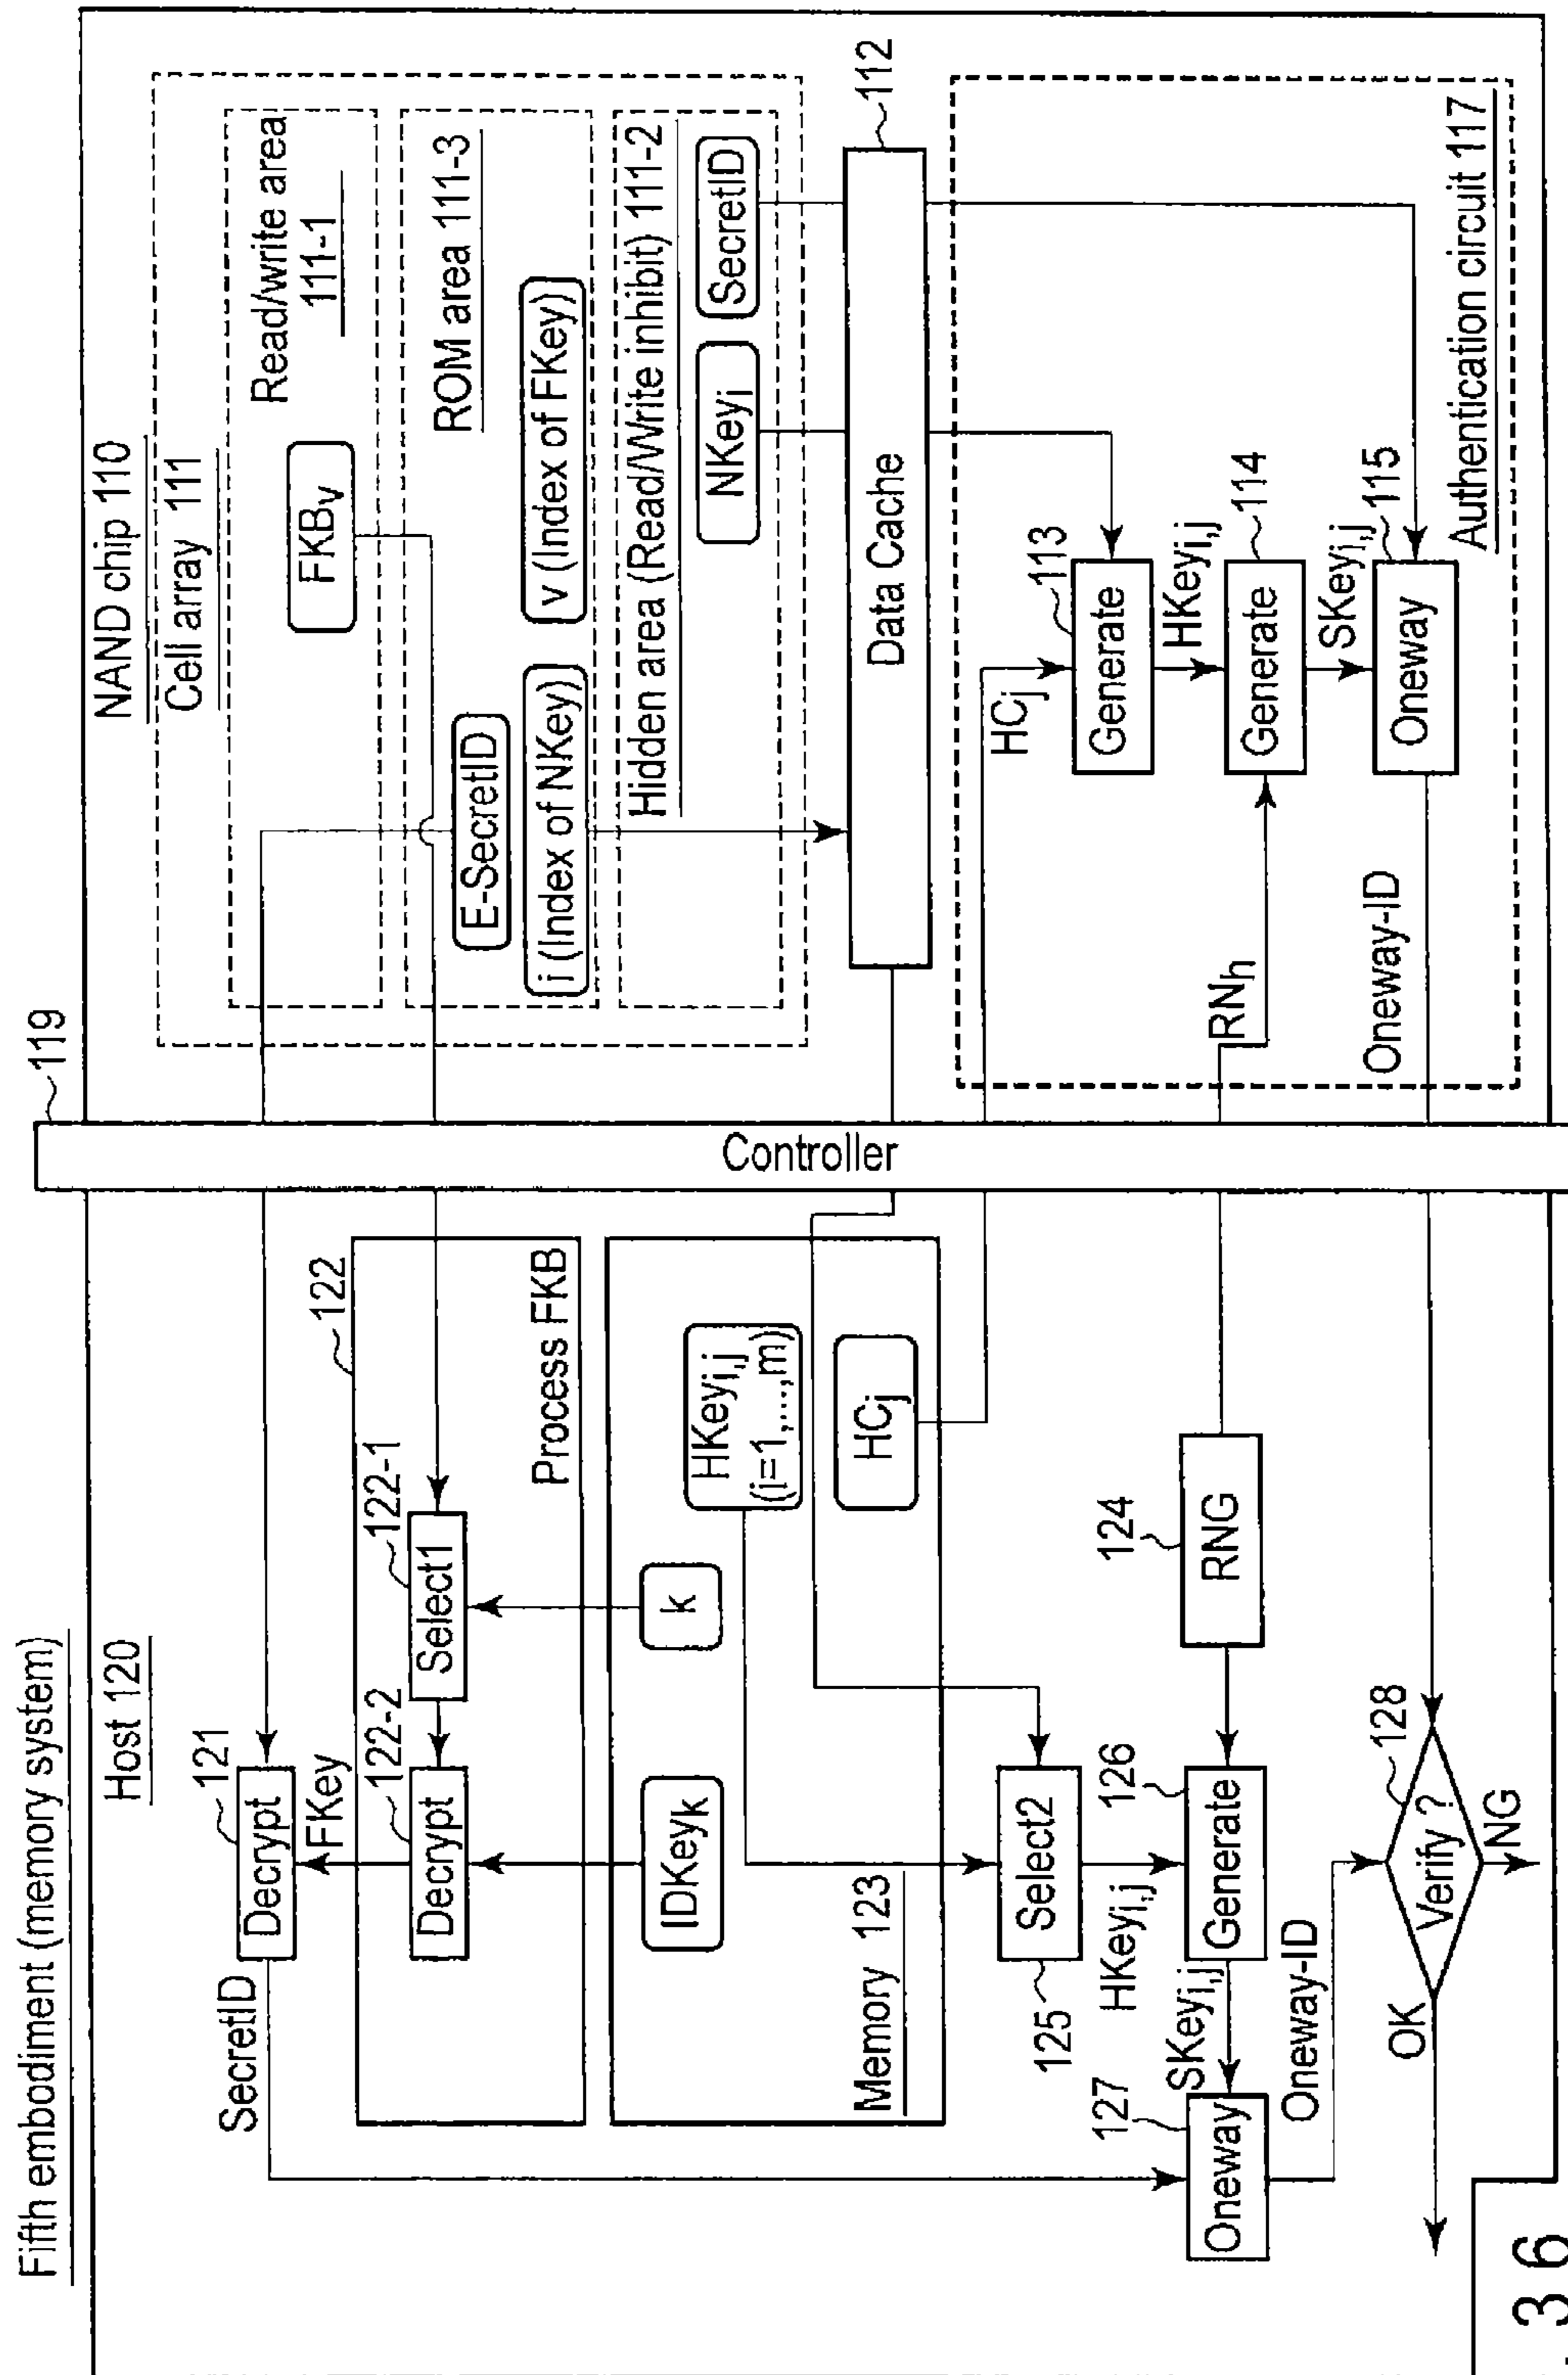 Fifth embodiment (memory system)
Host 120
121
Decrypt
SecretID
FKey
122
122-1
122-2
Select1
Decrypt
Process FKB
k
IDKeyk
HKeyi,j
(i=1,...,m)
HCj
Memory 123
Select2
125
HKeyi,j
124
RNG
126
Generate
SKeyi,j
127
Oneway
Oneway-ID
128
Verify ?
OK
NG
119
Controller
NAND chip 110
Cell array 111
Read/write area
111-1
FKBv
ROM area 111-3
E-SecretID
i (Index of NKey)
v (Index of FKey)
Hidden area (Read/Write inhibit) 111-2
NKeyi
SecretID
112
Data Cache
HCj
113
Generate
HKeyi,j
RNh
114
Generate
SKeyi,j
115
Oneway
Oneway-ID
Authentication circuit 117
36